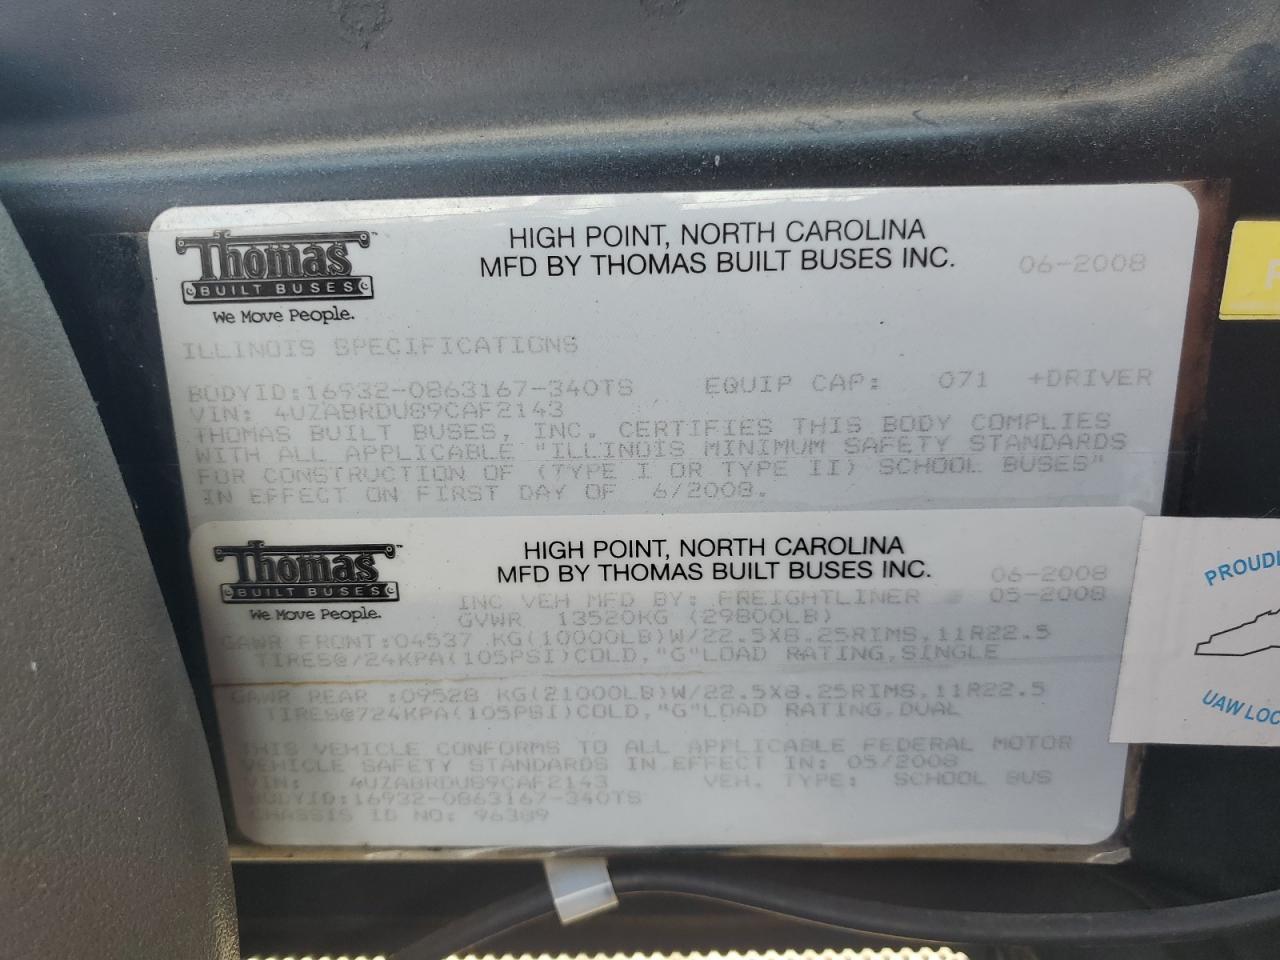 Thomas™
BUILT BUSES
We Move People.
HIGH POINT, NORTH CAROLINA
MFD BY THOMAS BUILT BUSES INC. 06-2008
ILLINOIS SPECIFICATIONS
BODYID:16932-0863167-340TS EQUIP CAP: 071 +DRIVER
VIN: 4UZABRDU89CAF2143
THOMAS BUILT BUSES, INC. CERTIFIES THIS BODY COMPLIES
WITH ALL APPLICABLE "ILLINOIS MINIMUM SAFETY STANDARDS
FOR CONSTRUCTION OF (TYPE I OR TYPE II) SCHOOL BUSES"
IN EFFECT ON FIRST DAY OF 6/2008.
Thomas™
BUILT BUSES
We Move People.
HIGH POINT, NORTH CAROLINA
MFD BY THOMAS BUILT BUSES INC. 06-2008
INC VEH MFD BY: FREIGHTLINER 05-2008
GVWR 13520KG (29800LB)
GAWR FRONT:04537 KG(10000LB)W/22.5X8.25RIMS,11R22.5
TIRES@724KPA(105PSI)COLD,"G"LOAD RATING,SINGLE
GAWR REAR :09528 KG(21000LB)W/22.5X8.25RIMS,11R22.5
TIRES@724KPA(105PSI)COLD,"G"LOAD RATING,DUAL
THIS VEHICLE CONFORMS TO ALL APPLICABLE FEDERAL MOTOR
VEHICLE SAFETY STANDARDS IN EFFECT IN: 05/2008
VIN: 4UZABRDU89CAF2143 VEH. TYPE: SCHOOL BUS
BODYID:16932-0863167-340TS
CHASSIS ID NO: 96389
PROUDL
UAW LOC